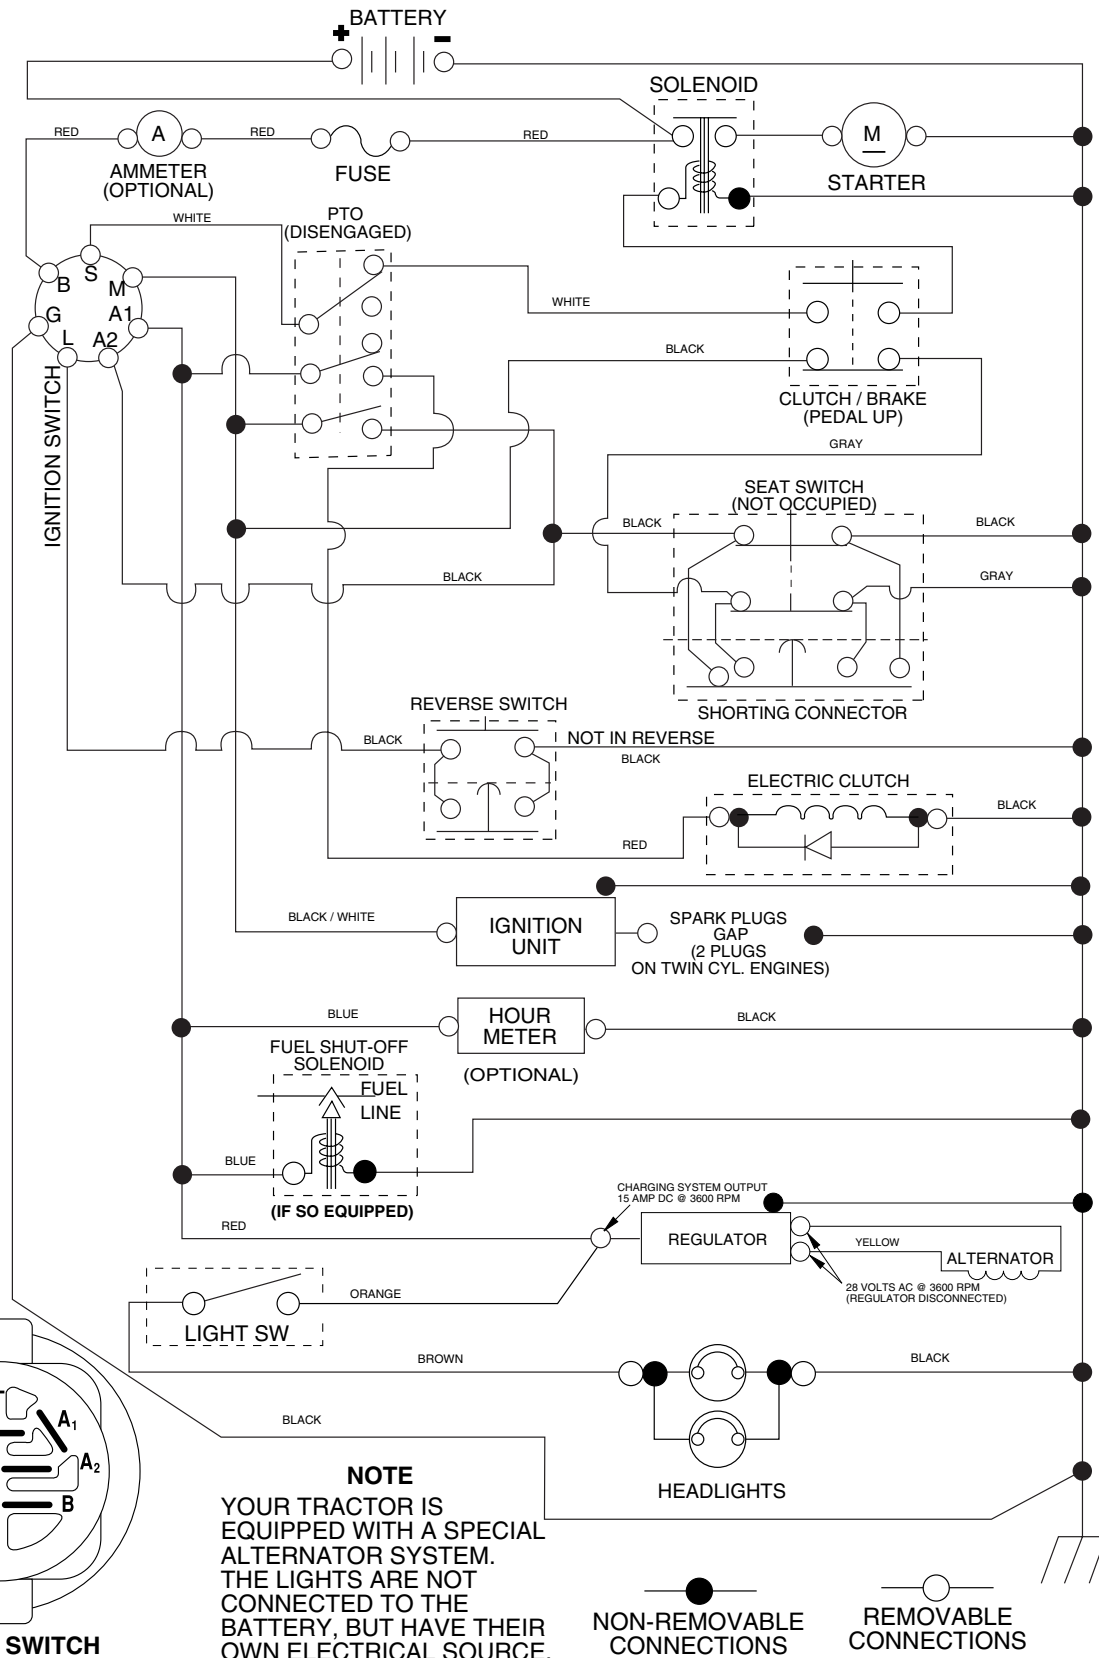 BATTERY
+
-
SOLENOID
RED
A
RED
RED
M
AMMETER
(OPTIONAL)
FUSE
STARTER
WHITE
PTO
(DISENGAGED)
B
S
M
G
A1
L
A2
IGNITION SWITCH
WHITE
BLACK
CLUTCH / BRAKE
(PEDAL UP)
GRAY
SEAT SWITCH
(NOT OCCUPIED)
BLACK
BLACK
BLACK
GRAY
REVERSE SWITCH
SHORTING CONNECTOR
BLACK
NOT IN REVERSE
BLACK
ELECTRIC CLUTCH
BLACK
RED
BLACK / WHITE
IGNITION
UNIT
SPARK PLUGS
GAP
(2 PLUGS
ON TWIN CYL. ENGINES)
BLUE
HOUR
METER
BLACK
(OPTIONAL)
FUEL SHUT-OFF
SOLENOID
FUEL
LINE
BLUE
(IF SO EQUIPPED)
RED
CHARGING SYSTEM OUTPUT
15 AMP DC @ 3600 RPM
REGULATOR
YELLOW
ALTERNATOR
28 VOLTS AC @ 3600 RPM
(REGULATOR DISCONNECTED)
ORANGE
LIGHT SW
BROWN
BLACK
BLACK
HEADLIGHTS
A1
A2
B
NOTE
YOUR TRACTOR IS
EQUIPPED WITH A SPECIAL
ALTERNATOR SYSTEM.
THE LIGHTS ARE NOT
CONNECTED TO THE
BATTERY, BUT HAVE THEIR
OWN ELECTRICAL SOURCE.
SWITCH
NON-REMOVABLE
CONNECTIONS
REMOVABLE
CONNECTIONS